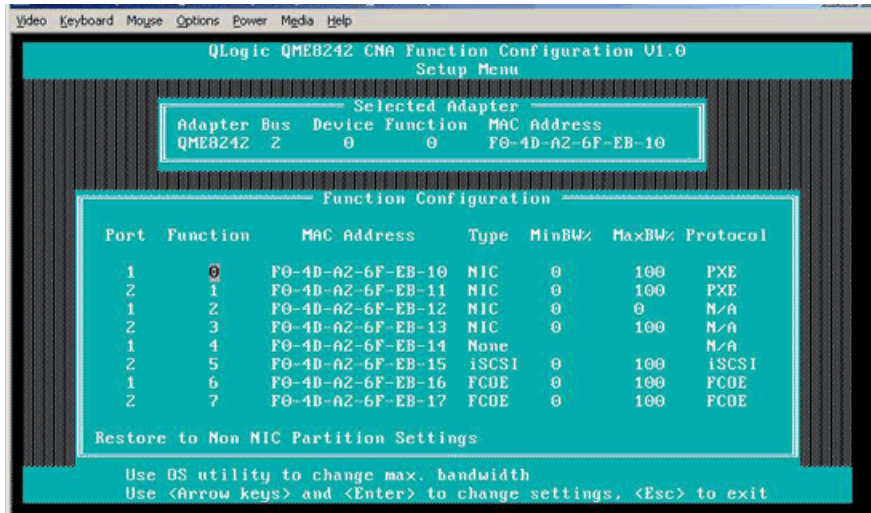 Video Keyboard Mouse Options Power Media Help
QLogic QME8242 CNA Function Configuration V1.0
Setup Menu
Selected Adapter
Adapter Bus Device Function MAC Address
QME8242 2 0 0 F0-4D-A2-6F-EB-10
Function Configuration
Port Function MAC Address Type MinBW% MaxBW% Protocol
1 0 F0-4D-A2-6F-EB-10 NIC 0 100 PXE
2 1 F0-4D-A2-6F-EB-11 NIC 0 100 PXE
1 2 F0-4D-A2-6F-EB-12 NIC 0 0 N/A
2 3 F0-4D-A2-6F-EB-13 NIC 0 100 N/A
1 4 F0-4D-A2-6F-EB-14 None N/A
2 5 F0-4D-A2-6F-EB-15 iSCSI 0 100 iSCSI
1 6 F0-4D-A2-6F-EB-16 FCOE 0 100 FCOE
2 7 F0-4D-A2-6F-EB-17 FCOE 0 100 FCOE
Restore to Non NIC Partition Settings
Use OS utility to change max. bandwidth
Use <Arrow keys> and <Enter> to change settings, <Esc> to exit